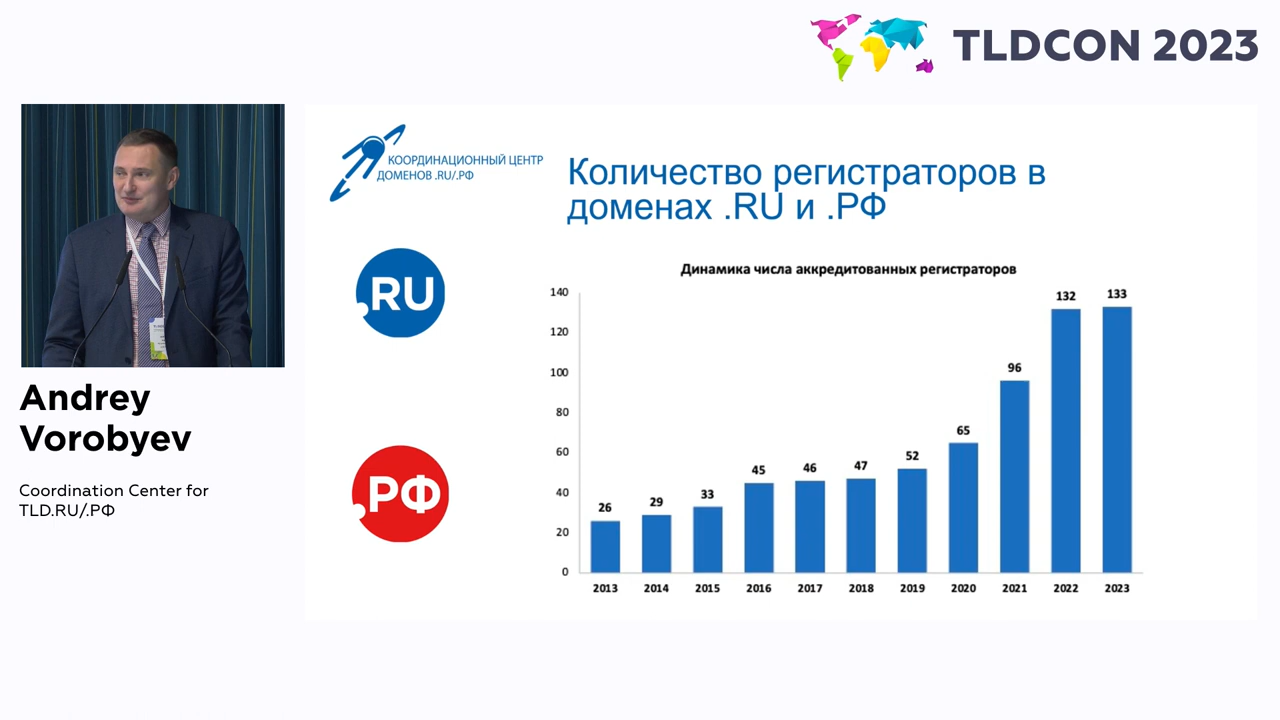 TLDCON 2023
КООРДИНАЦИОННЫЙ ЦЕНТР
ДОМЕНОВ .RU/.РФ
Количество регистраторов в
доменах .RU и .РФ
.RU
.РФ
Andrey
Vorobyev
Coordination Center for
TLD.RU/.РФ
Динамика числа аккредитованных регистраторов
140
120
100
80
60
40
20
0
26
29
33
45
46
47
52
65
96
132
133
2013 2014 2015 2016 2017 2018 2019 2020 2021 2022 2023